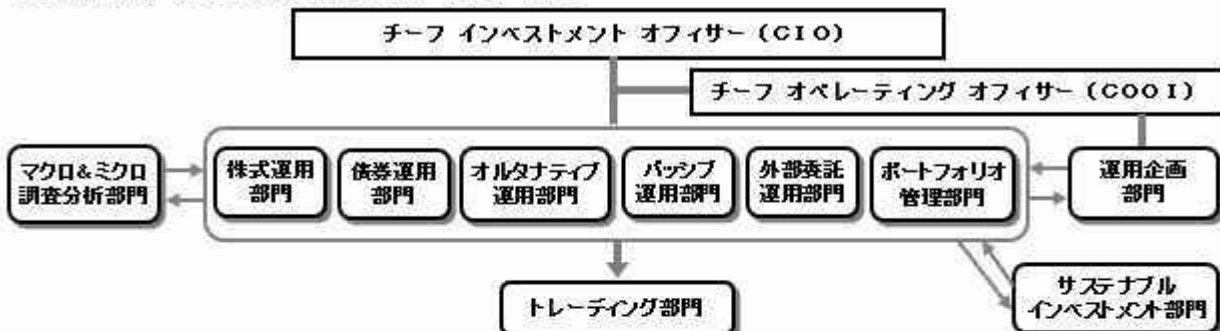 チーフ インベストメント オフィサー (CIO)
チーフ オペレーティング オフィサー (COO I)
マクロ&ミクロ
調査分析部門
株式運用
部門
債券運用
部門
オルタナティブ
運用部門
パッシブ
運用部門
外部委託
運用部門
ポートフォリオ
管理部門
運用企画
部門
トレーディング部門
サステナブル
インベストメント部門